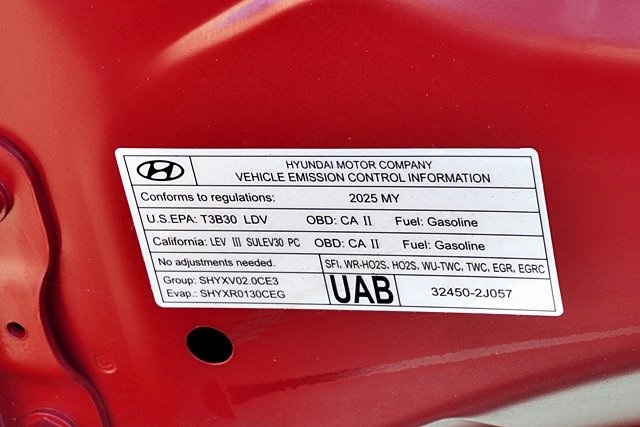 HYUNDAI MOTOR COMPANY
VEHICLE EMISSION CONTROL INFORMATION
Conforms to regulations: 2025 MY
U.S.EPA: T3B30 LDV OBD: CA II Fuel: Gasoline
California: LEV III SULEV30 PC OBD: CA II Fuel: Gasoline
No adjustments needed. SFI, WR-HO2S, HO2S, WU-TWC, TWC, EGR, EGRC
Group: SHYXV02.0CE3
Evap.: SHYXR0130CEG
UAB 32450-2J057